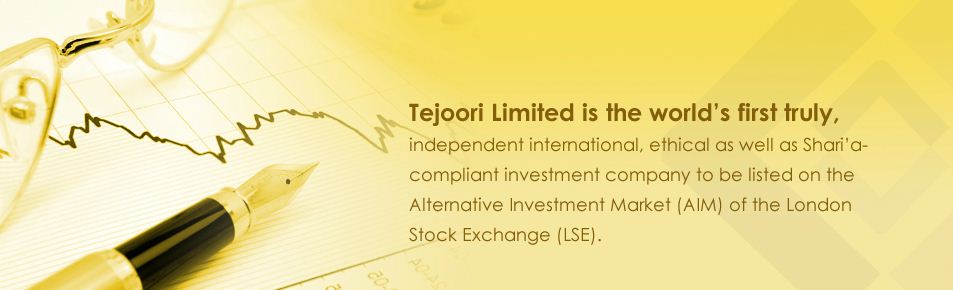 Tejoori Limited is the world's first truly,
independent international, ethical as well as Shari'a-
compliant investment company to be listed on the
Alternative Investment Market (AIM) of the London
Stock Exchange (LSE).